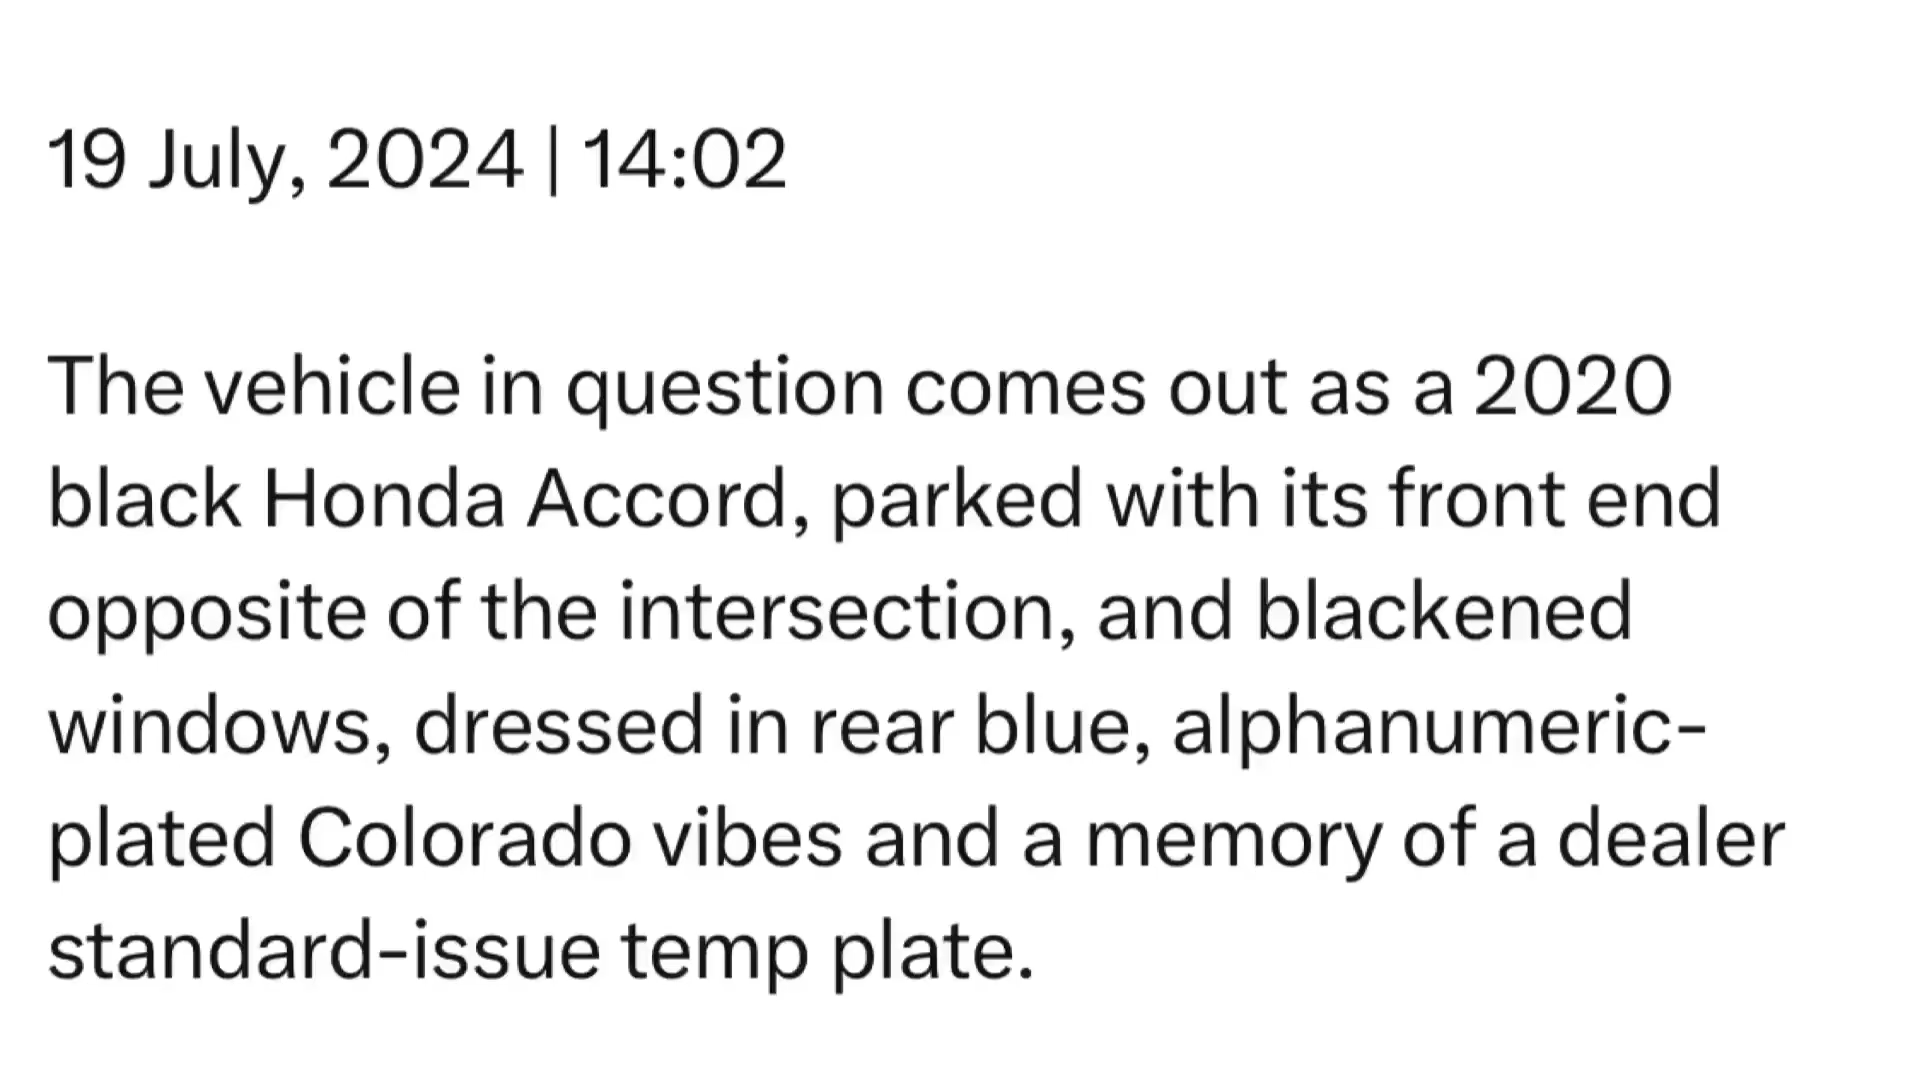 19 July, 2024 | 14:02
The vehicle in question comes out as a 2020
black Honda Accord, parked with its front end
opposite of the intersection, and blackened
windows, dressed in rear blue, alphanumeric-
plated Colorado vibes and a memory of a dealer
standard-issue temp plate.